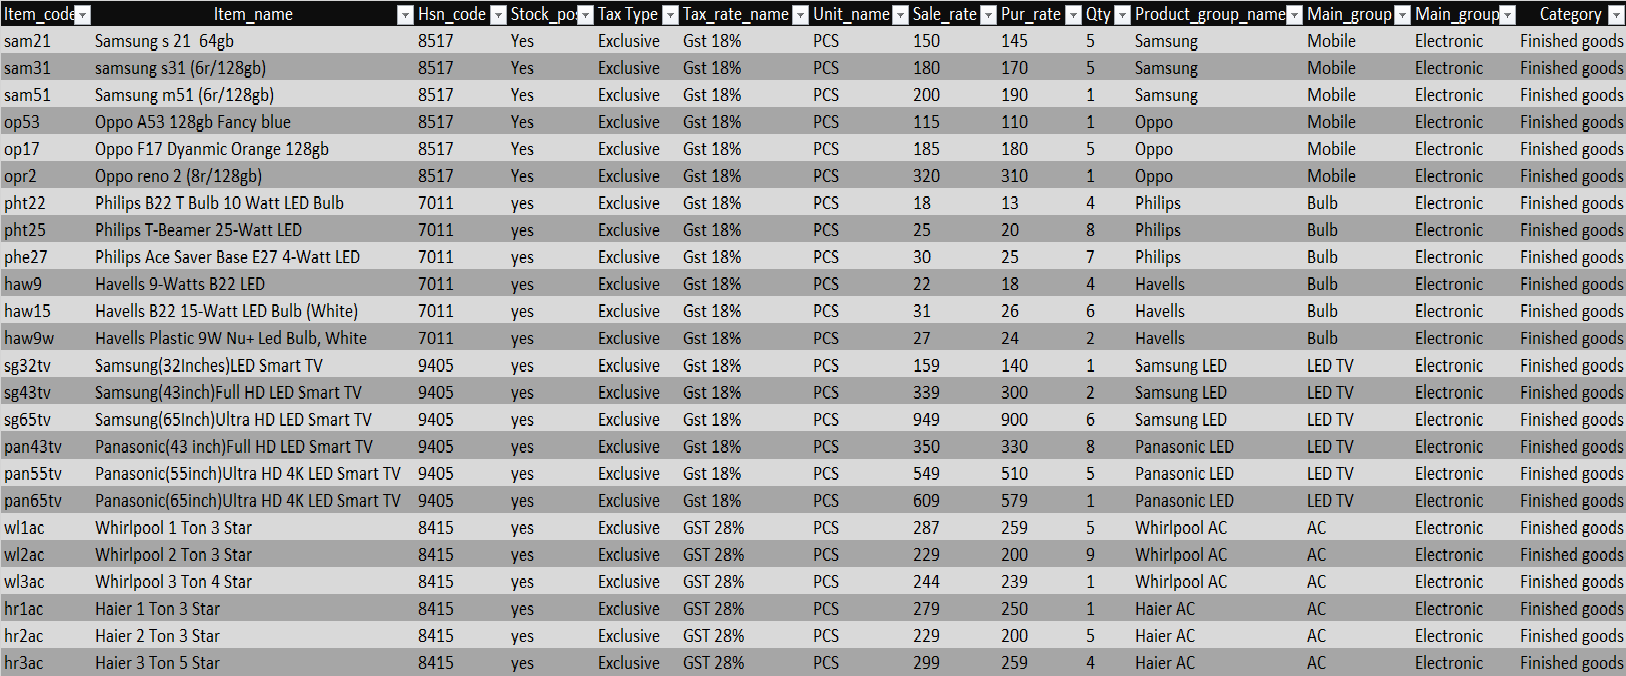 Item_code Item_name Hsn_code Stock_pos Tax Type Tax_rate_name Unit_name Sale_rate Pur_rate Qty Product_group_name Main_group Main_group Category
sam21 Samsung s 21 64gb 8517 Yes Exclusive Gst 18% PCS 150 145 5 Samsung Mobile Electronic Finished goods
sam31 samsung s31 (6r/128gb) 8517 Yes Exclusive Gst 18% PCS 180 170 5 Samsung Mobile Electronic Finished goods
sam51 Samsung m51 (6r/128gb) 8517 Yes Exclusive Gst 18% PCS 200 190 1 Samsung Mobile Electronic Finished goods
op53 Oppo A53 128gb Fancy blue 8517 Yes Exclusive Gst 18% PCS 115 110 1 Oppo Mobile Electronic Finished goods
op17 Oppo F17 Dyanmic Orange 128gb 8517 Yes Exclusive Gst 18% PCS 185 180 5 Oppo Mobile Electronic Finished goods
opr2 Oppo reno 2 (8r/128gb) 8517 Yes Exclusive Gst 18% PCS 320 310 1 Oppo Mobile Electronic Finished goods
pht22 Philips B22 T Bulb 10 Watt LED Bulb 7011 yes Exclusive Gst 18% PCS 18 13 4 Philips Bulb Electronic Finished goods
pht25 Philips T-Beamer 25-Watt LED 7011 yes Exclusive Gst 18% PCS 25 20 8 Philips Bulb Electronic Finished goods
phe27 Philips Ace Saver Base E27 4-Watt LED 7011 yes Exclusive Gst 18% PCS 30 25 7 Philips Bulb Electronic Finished goods
haw9 Havells 9-Watts B22 LED 7011 yes Exclusive Gst 18% PCS 22 18 4 Havells Bulb Electronic Finished goods
haw15 Havells B22 15-Watt LED Bulb (White) 7011 yes Exclusive Gst 18% PCS 31 26 6 Havells Bulb Electronic Finished goods
haw9w Havells Plastic 9W Nu+ Led Bulb, White 7011 yes Exclusive Gst 18% PCS 27 24 2 Havells Bulb Electronic Finished goods
sg32tv Samsung(32Inches)LED Smart TV 9405 yes Exclusive Gst 18% PCS 159 140 1 Samsung LED LED TV Electronic Finished goods
sg43tv Samsung(43inch)Full HD LED Smart TV 9405 yes Exclusive Gst 18% PCS 339 300 2 Samsung LED LED TV Electronic Finished goods
sg65tv Samsung(65Inch)Ultra HD LED Smart TV 9405 yes Exclusive Gst 18% PCS 949 900 6 Samsung LED LED TV Electronic Finished goods
pan43tv Panasonic(43 inch)Full HD LED Smart TV 9405 yes Exclusive Gst 18% PCS 350 330 8 Panasonic LED LED TV Electronic Finished goods
pan55tv Panasonic(55inch)Ultra HD 4K LED Smart TV 9405 yes Exclusive Gst 18% PCS 549 510 5 Panasonic LED LED TV Electronic Finished goods
pan65tv Panasonic(65inch)Ultra HD 4K LED Smart TV 9405 yes Exclusive Gst 18% PCS 609 579 1 Panasonic LED LED TV Electronic Finished goods
wl1ac Whirlpool 1 Ton 3 Star 8415 yes Exclusive GST 28% PCS 287 259 5 Whirlpool AC AC Electronic Finished goods
wl2ac Whirlpool 2 Ton 3 Star 8415 yes Exclusive GST 28% PCS 229 200 9 Whirlpool AC AC Electronic Finished goods
wl3ac Whirlpool 3 Ton 4 Star 8415 yes Exclusive GST 28% PCS 244 239 1 Whirlpool AC AC Electronic Finished goods
hr1ac Haier 1 Ton 3 Star 8415 yes Exclusive GST 28% PCS 279 250 1 Haier AC AC Electronic Finished goods
hr2ac Haier 2 Ton 3 Star 8415 yes Exclusive GST 28% PCS 229 200 5 Haier AC AC Electronic Finished goods
hr3ac Haier 3 Ton 5 Star 8415 yes Exclusive GST 28% PCS 299 259 4 Haier AC AC Electronic Finished goods